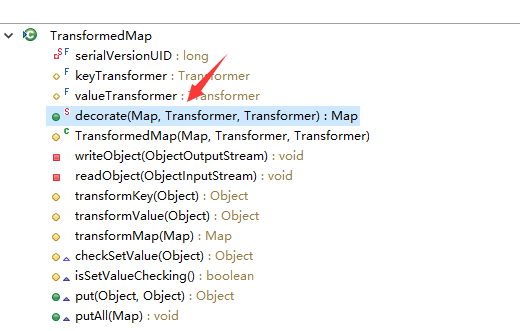 TransformedMap
serialVersionUID : long
keyTransformer : Transformer
valueTransformer : Transformer
decorate(Map, Transformer, Transformer) : Map
TransformedMap(Map, Transformer, Transformer)
writeObject(ObjectOutputStream) : void
readObject(ObjectInputStream) : void
transformKey(Object) : Object
transformValue(Object) : Object
transformMap(Map) : Map
checkSetValue(Object) : Object
isSetValueChecking() : boolean
put(Object, Object) : Object
putAll(Map) : void